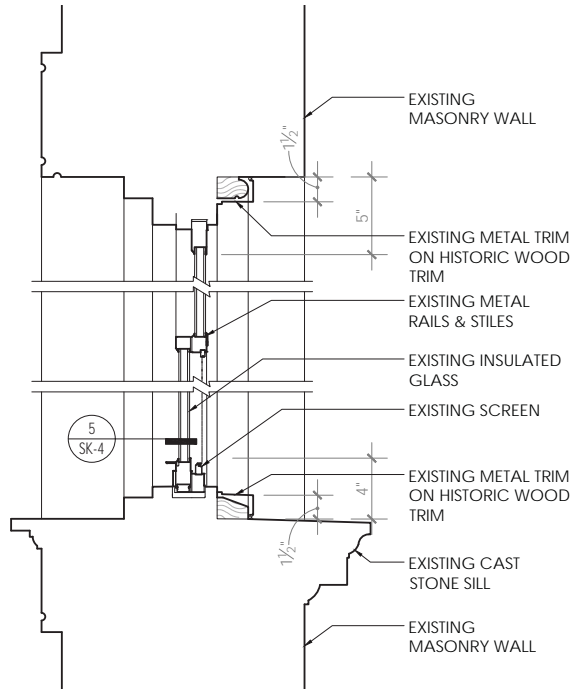 EXISTING
MASONRY WALL
1½"
5"
EXISTING METAL TRIM
ON HISTORIC WOOD
TRIM
EXISTING METAL
RAILS & STILES
EXISTING INSULATED
GLASS
EXISTING SCREEN
5
SK-4
4"
EXISTING METAL TRIM
ON HISTORIC WOOD
TRIM
1½"
EXISTING CAST
STONE SILL
EXISTING
MASONRY WALL